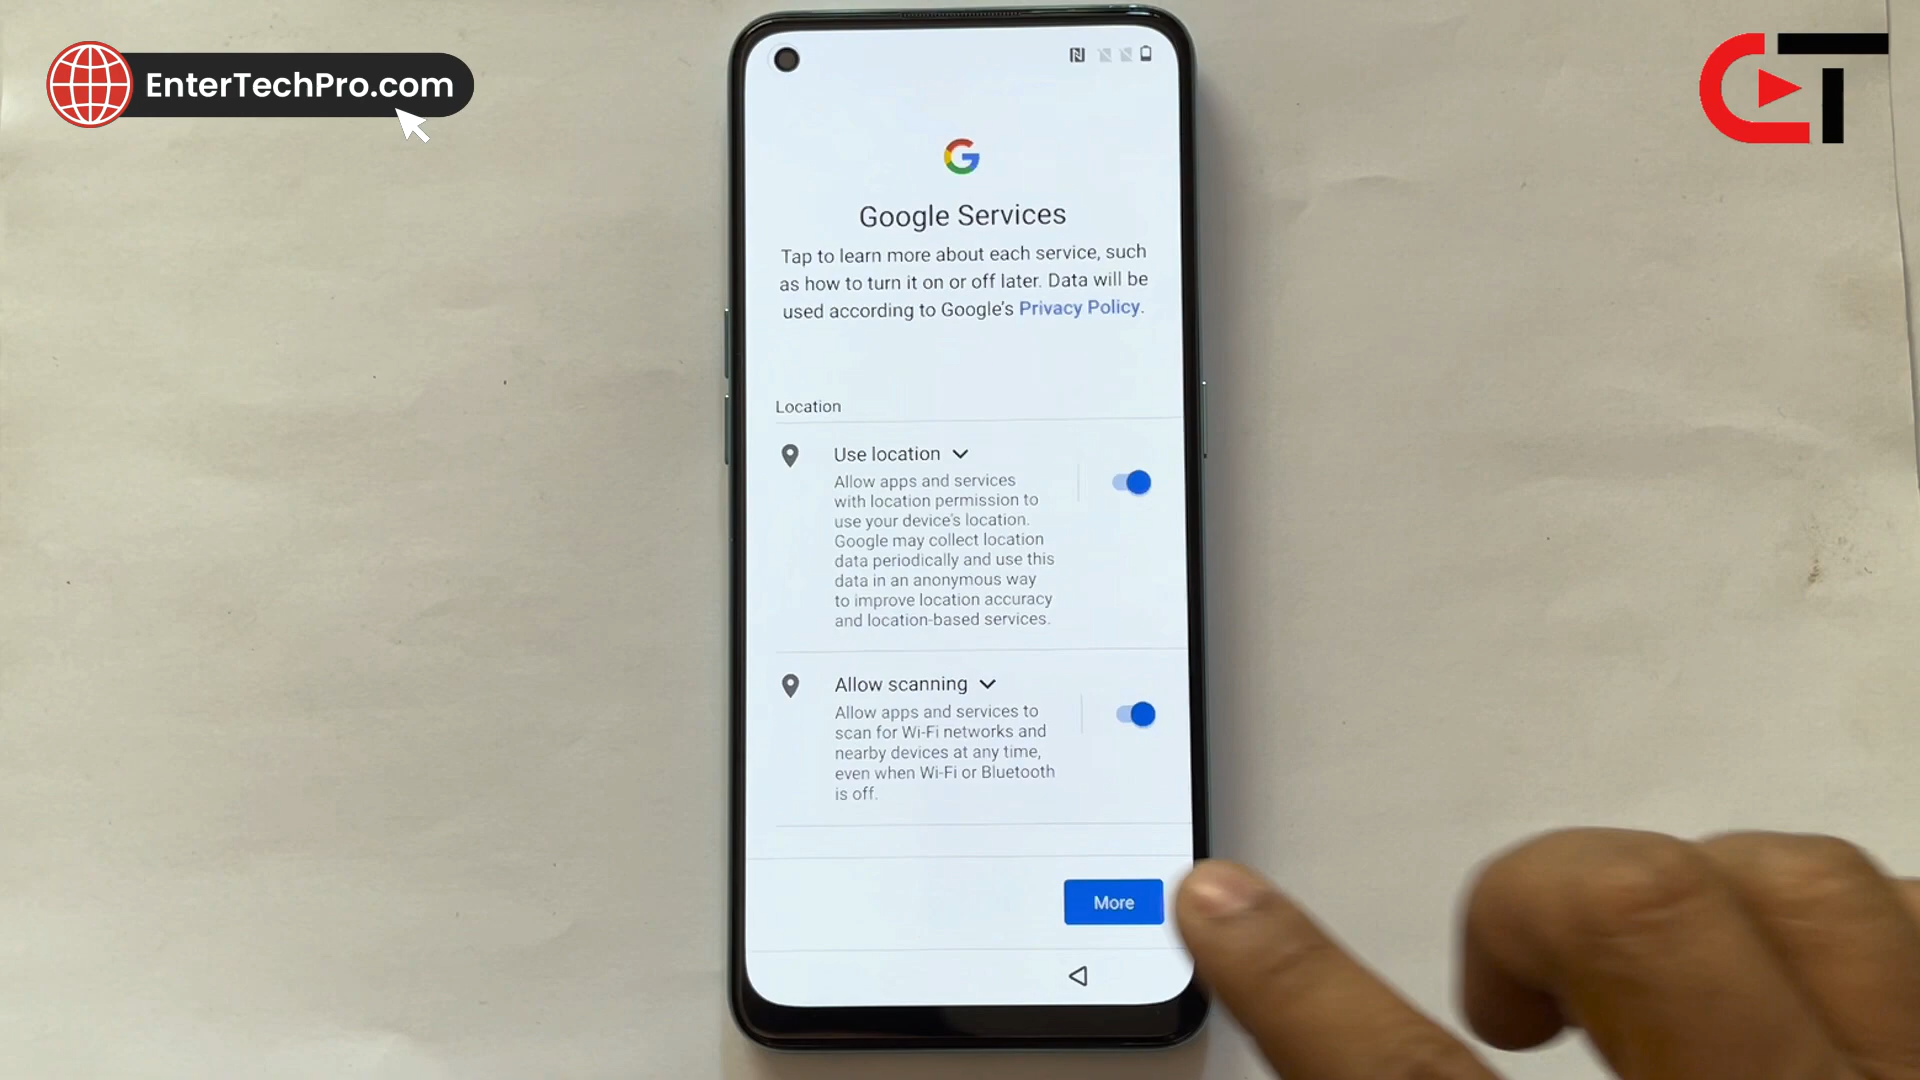 EnterTechPro.com
Google Services
Tap to learn more about each service, such
as how to turn it on or off later. Data will be
used according to Google's Privacy Policy.
Location
Use location
Allow apps and services
with location permission to
use your device's location.
Google may collect location
data periodically and use this
data in an anonymous way
to improve location accuracy
and location-based services.
Allow scanning
Allow apps and services to
scan for Wi-Fi networks and
nearby devices at any time,
even when Wi-Fi or Bluetooth
is off.
More